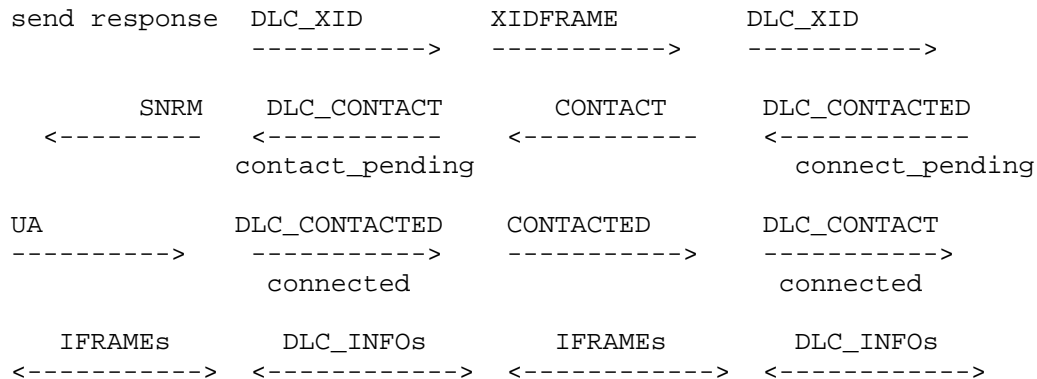 send response DLC_XID XIDFRAME DLC_XID
-----------> -----------> ----------->
SNRM DLC_CONTACT CONTACT DLC_CONTACTED
<--------- <----------- <----------- <------------
contact_pending connect_pending
UA DLC_CONTACTED CONTACTED DLC_CONTACT
----------> -----------> -----------> ----------->
connected connected
IFRAMEs DLC_INFOs IFRAMEs DLC_INFOs
<-----------> <------------> <------------> <------------>